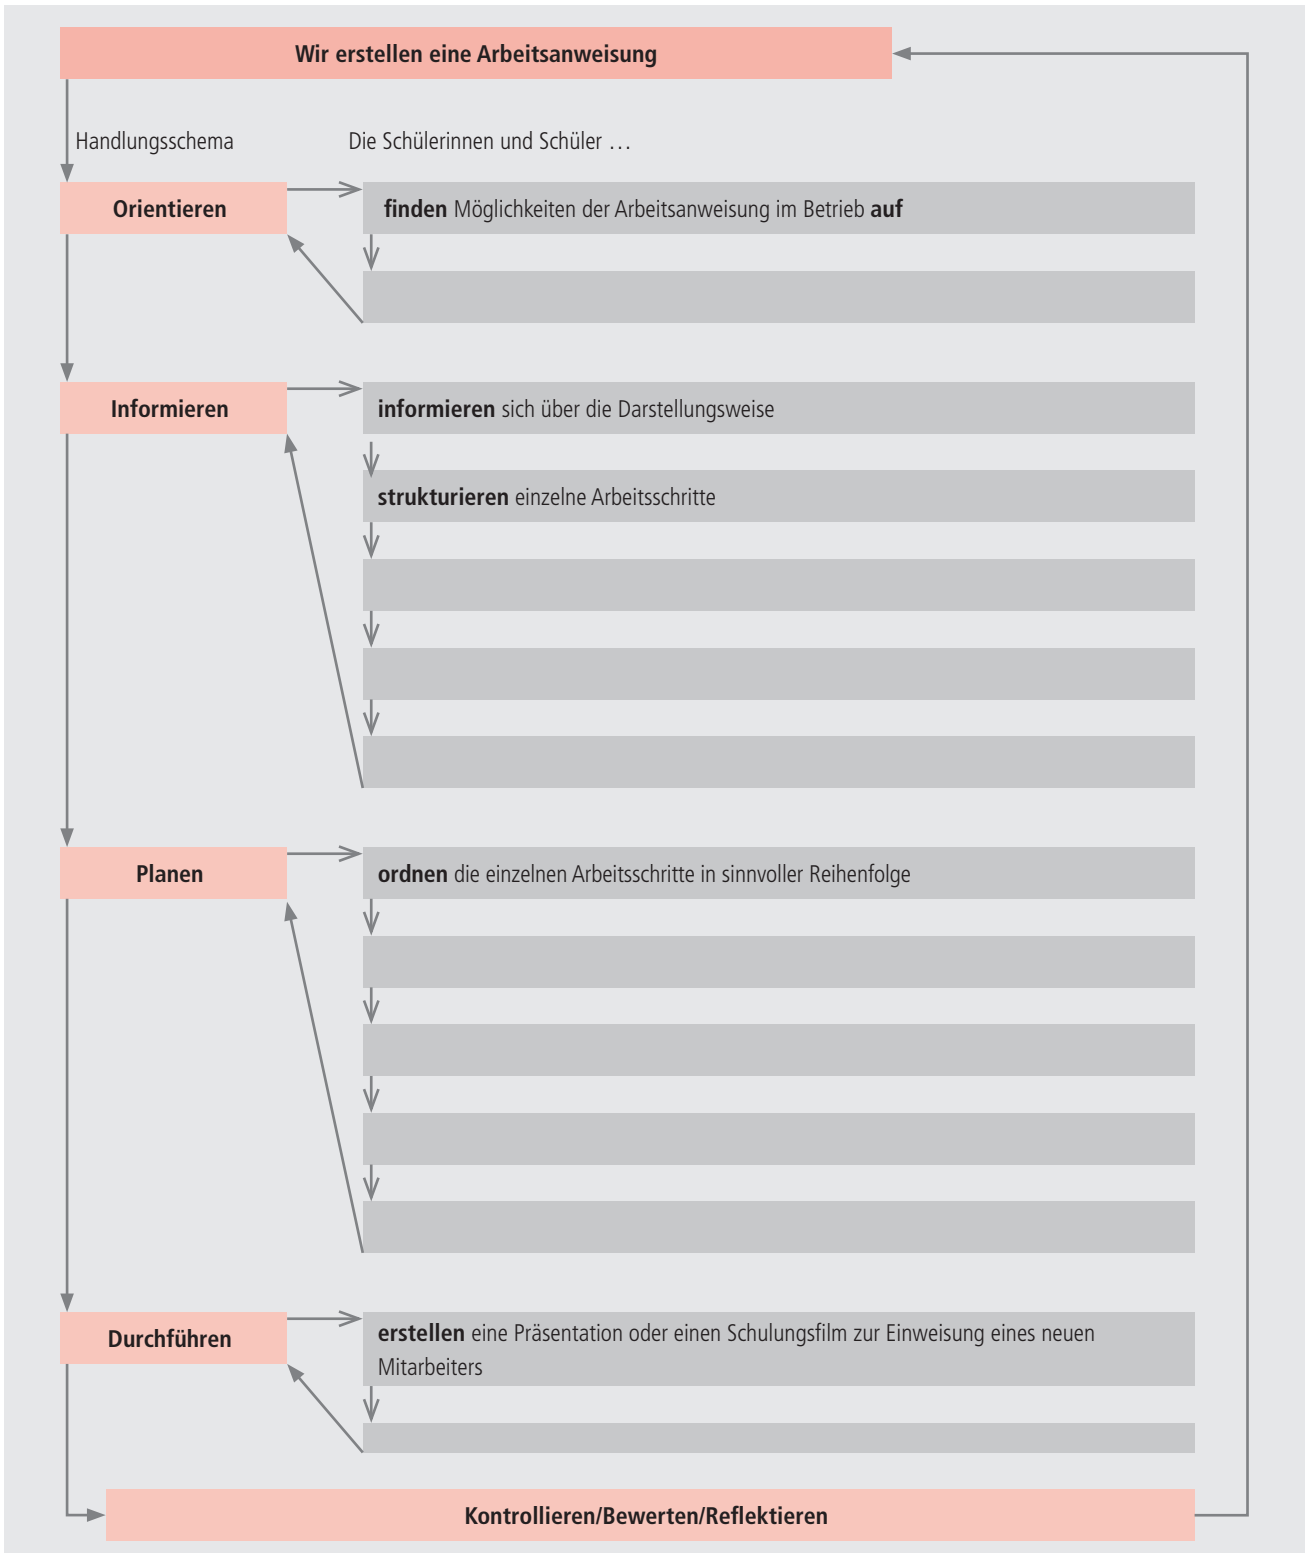 Wir erstellen eine Arbeitsanweisung
Handlungsschema
Die Schülerinnen und Schüler …
Orientieren
finden Möglichkeiten der Arbeitsanweisung im Betrieb auf
Informieren
informieren sich über die Darstellungsweise
strukturieren einzelne Arbeitsschritte
Planen
ordnen die einzelnen Arbeitsschritte in sinnvoller Reihenfolge
Durchführen
erstellen eine Präsentation oder einen Schulungsfilm zur Einweisung eines neuen
Mitarbeiters
Kontrollieren/Bewerten/Reflektieren